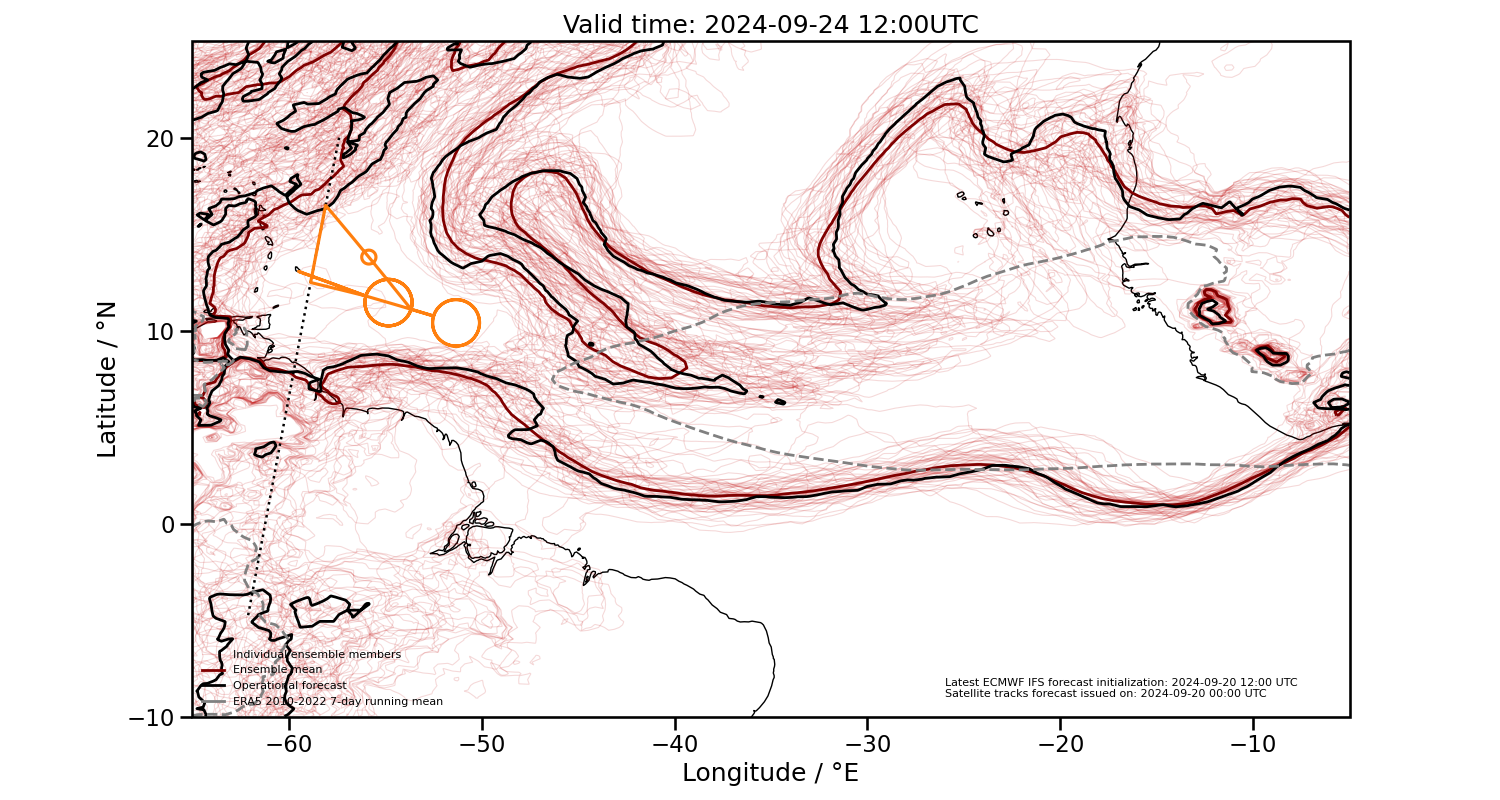 Valid time: 2024-09-24 12:00UTC
20
10
0
−10
Latitude / °N
Individual ensemble members
Ensemble mean
Operational forecast
ERA5 2010-2022 7-day running mean
Latest ECMWF IFS forecast initialization: 2024-09-20 12:00 UTC
Satellite tracks forecast issued on: 2024-09-20 00:00 UTC
−60 −50 −40 −30 −20 −10
Longitude / °E